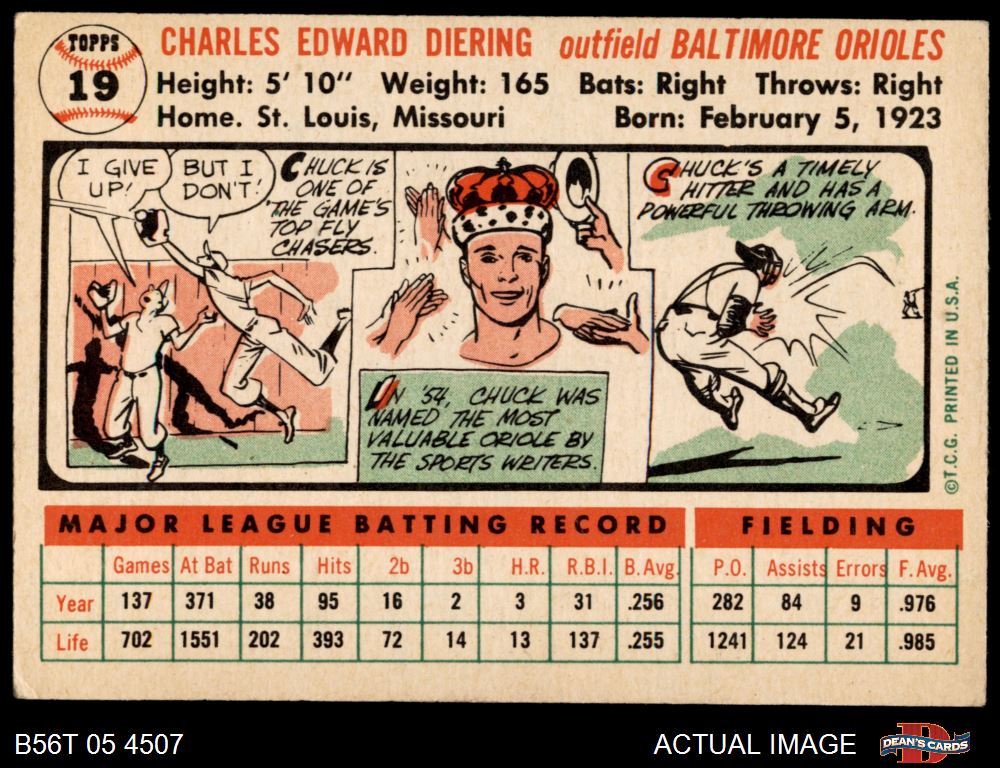 TOPPS
19
CHARLES EDWARD DIERING outfield BALTIMORE ORIOLES
Height: 5' 10" Weight: 165 Bats: Right Throws: Right
Home. St. Louis, Missouri Born: February 5, 1923
I GIVE
UP!
BUT I
DON'T!
CHUCK IS
ONE OF
THE GAME'S
TOP FLY
CHASERS.
IN '54, CHUCK WAS
NAMED THE MOST
VALUABLE ORIOLE BY
THE SPORTS WRITERS.
CHUCK'S A TIMELY
HITTER AND HAS A
POWERFUL THROWING ARM.
©T.C.G. PRINTED IN U.S.A.
MAJOR LEAGUE BATTING RECORD FIELDING
Games At Bat Runs Hits 2b 3b H.R. R.B.I. B. Avg. P.O. Assists Errors F. Avg.
Year 137 371 38 95 16 2 3 31 .256 282 84 9 .976
Life 702 1551 202 393 72 14 13 137 .255 1241 124 21 .985
B56T 05 4507
ACTUAL IMAGE
DEAN'S CARDS